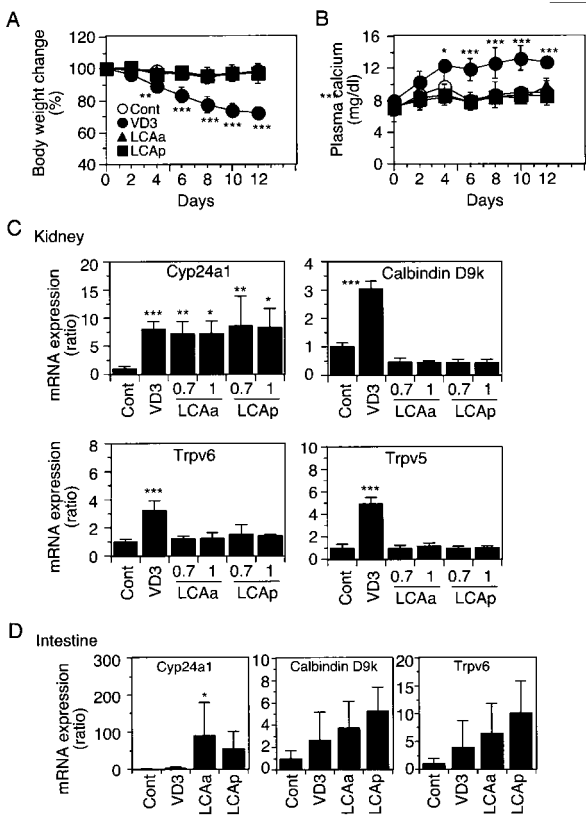 A
Body weight change
(%)
120
100
80
60
40
**
***
***
***
***
Cont
VD3
LCAa
LCAp
0 2 4 6 8 10 12
Days
B
Plasma calcium
(mg/dl)
16
12
8
4
0
***
*
***
***
***
***
0 2 4 6 8 10 12
Days
C Kidney
mRNA expression
(ratio)
Cyp24a1
20
15
10
5
0
***
**
*
**
*
Cont
VD3
0.7 1 0.7 1
LCAa LCAp
Calbindin D9k
4
3
2
1
0
***
Cont
VD3
0.7 1 0.7 1
LCAa LCAp
mRNA expression
(ratio)
Trpv6
8
6
4
2
0
***
Cont
VD3
0.7 1 0.7 1
LCAa LCAp
Trpv5
10
8
6
4
2
0
***
Cont
VD3
0.7 1 0.7 1
LCAa LCAp
D Intestine
mRNA expression
(ratio)
Cyp24a1
300
200
100
0
*
Cont
VD3
LCAa
LCAp
Calbindin D9k
10
8
6
4
2
0
Cont
VD3
LCAa
LCAp
Trpv6
20
15
10
5
0
Cont
VD3
LCAa
LCAp